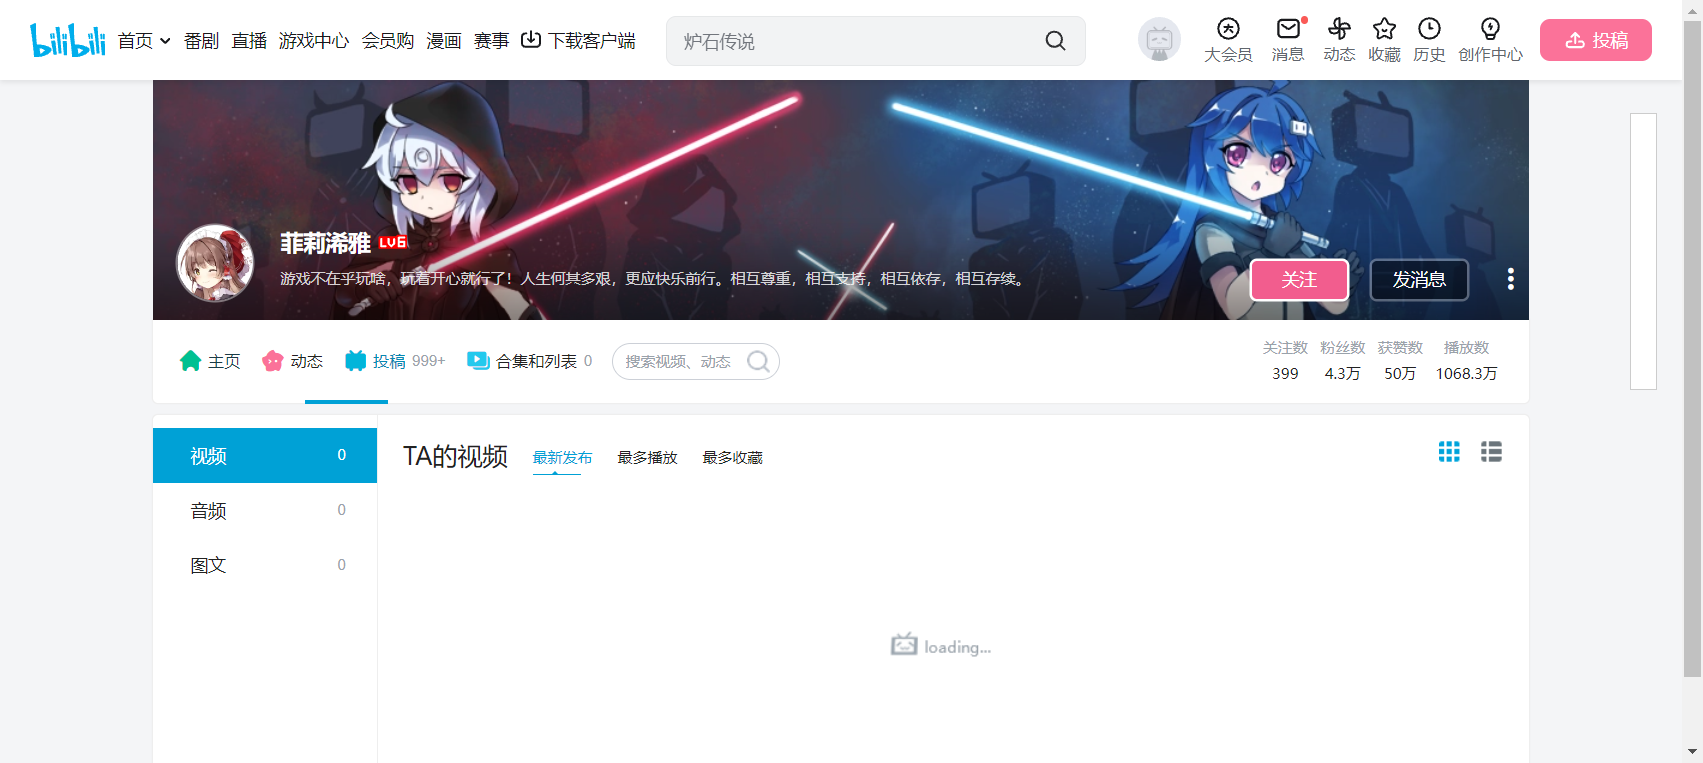 bilibili 首页 番剧 直播 游戏中心 会员购 漫画 赛事 下载客户端 炉石传说 大会员 消息 动态 收藏 历史 创作中心 投稿
菲莉浠雅 LV6
游戏不在乎玩啥，玩着开心就行了！人生何其多艰，更应快乐前行。相互尊重，相互支持，相互依存，相互存续。
关注 发消息
主页 动态 投稿 999+ 合集和列表 0 搜索视频、动态
关注数 粉丝数 获赞数 播放数
399 4.3万 50万 1068.3万
视频 0
音频 0
图文 0
TA的视频 最新发布 最多播放 最多收藏
loading...